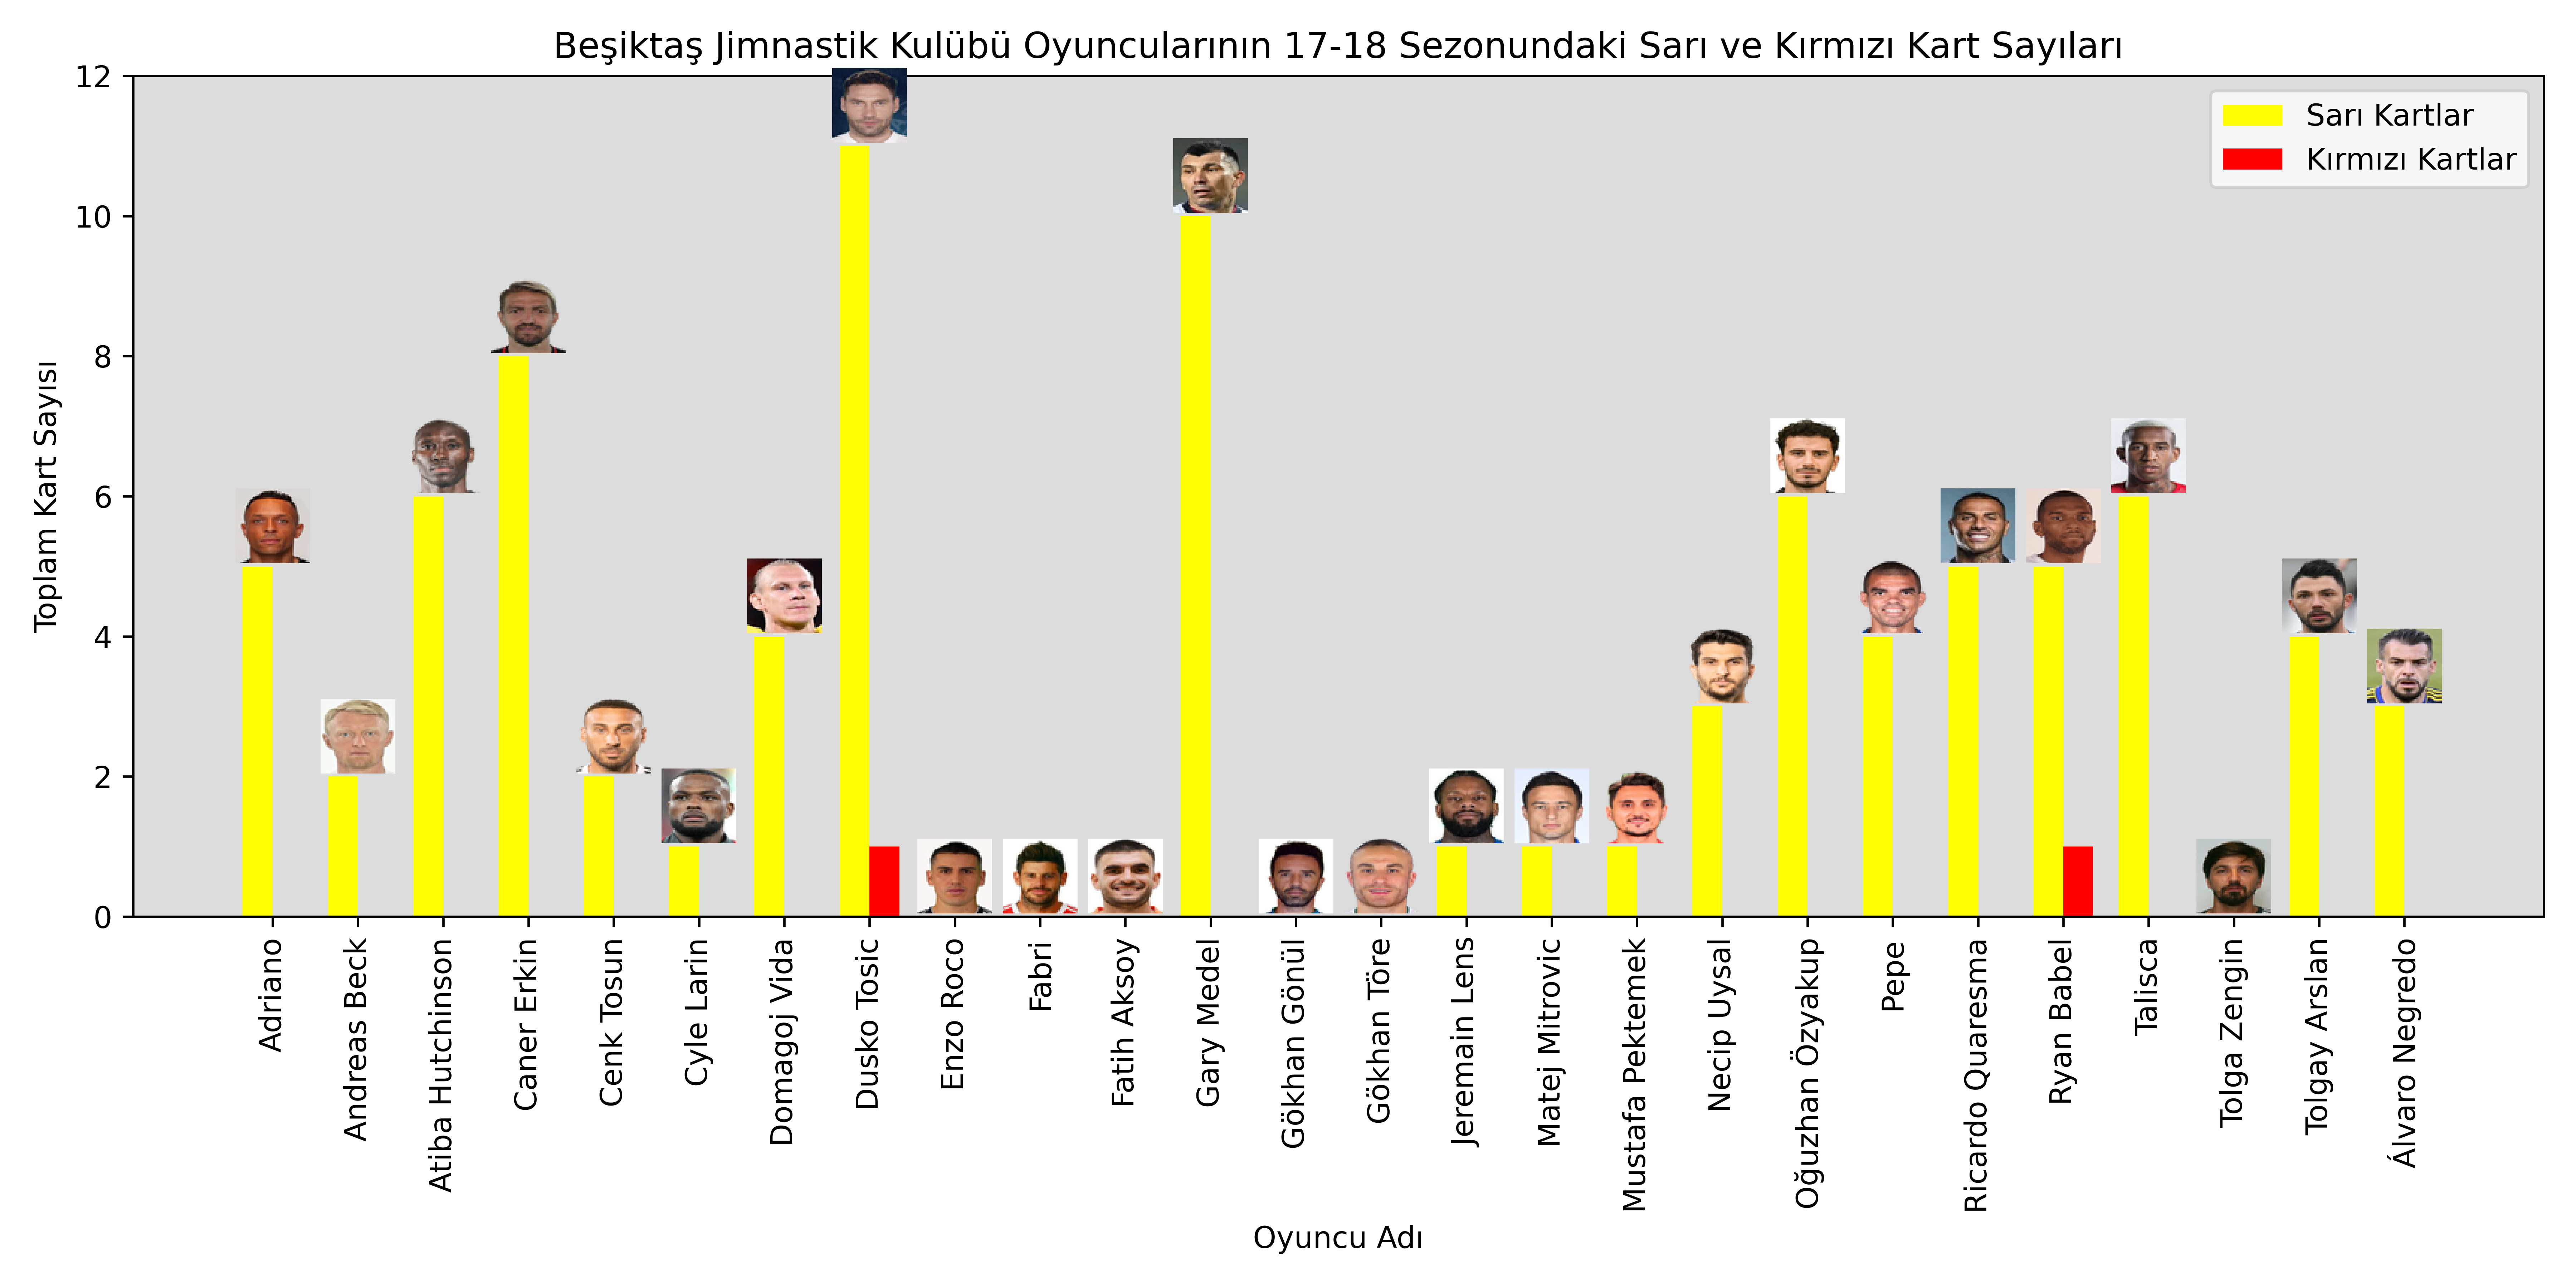 Beşiktaş Jimnastik Kulübü Oyuncularının 17-18 Sezonundaki Sarı ve Kırmızı Kart Sayıları
Sarı Kartlar
Kırmızı Kartlar
Toplam Kart Sayısı
12
10
8
6
4
2
0
Adriano
Andreas Beck
Atiba Hutchinson
Caner Erkin
Cenk Tosun
Cyle Larin
Domagoj Vida
Dusko Tosic
Enzo Roco
Fabri
Fatih Aksoy
Gary Medel
Gökhan Gönül
Gökhan Töre
Jeremain Lens
Matej Mitrovic
Mustafa Pektemek
Necip Uysal
Oğuzhan Özyakup
Pepe
Ricardo Quaresma
Ryan Babel
Talisca
Tolga Zengin
Tolgay Arslan
Álvaro Negredo
Oyuncu Adı